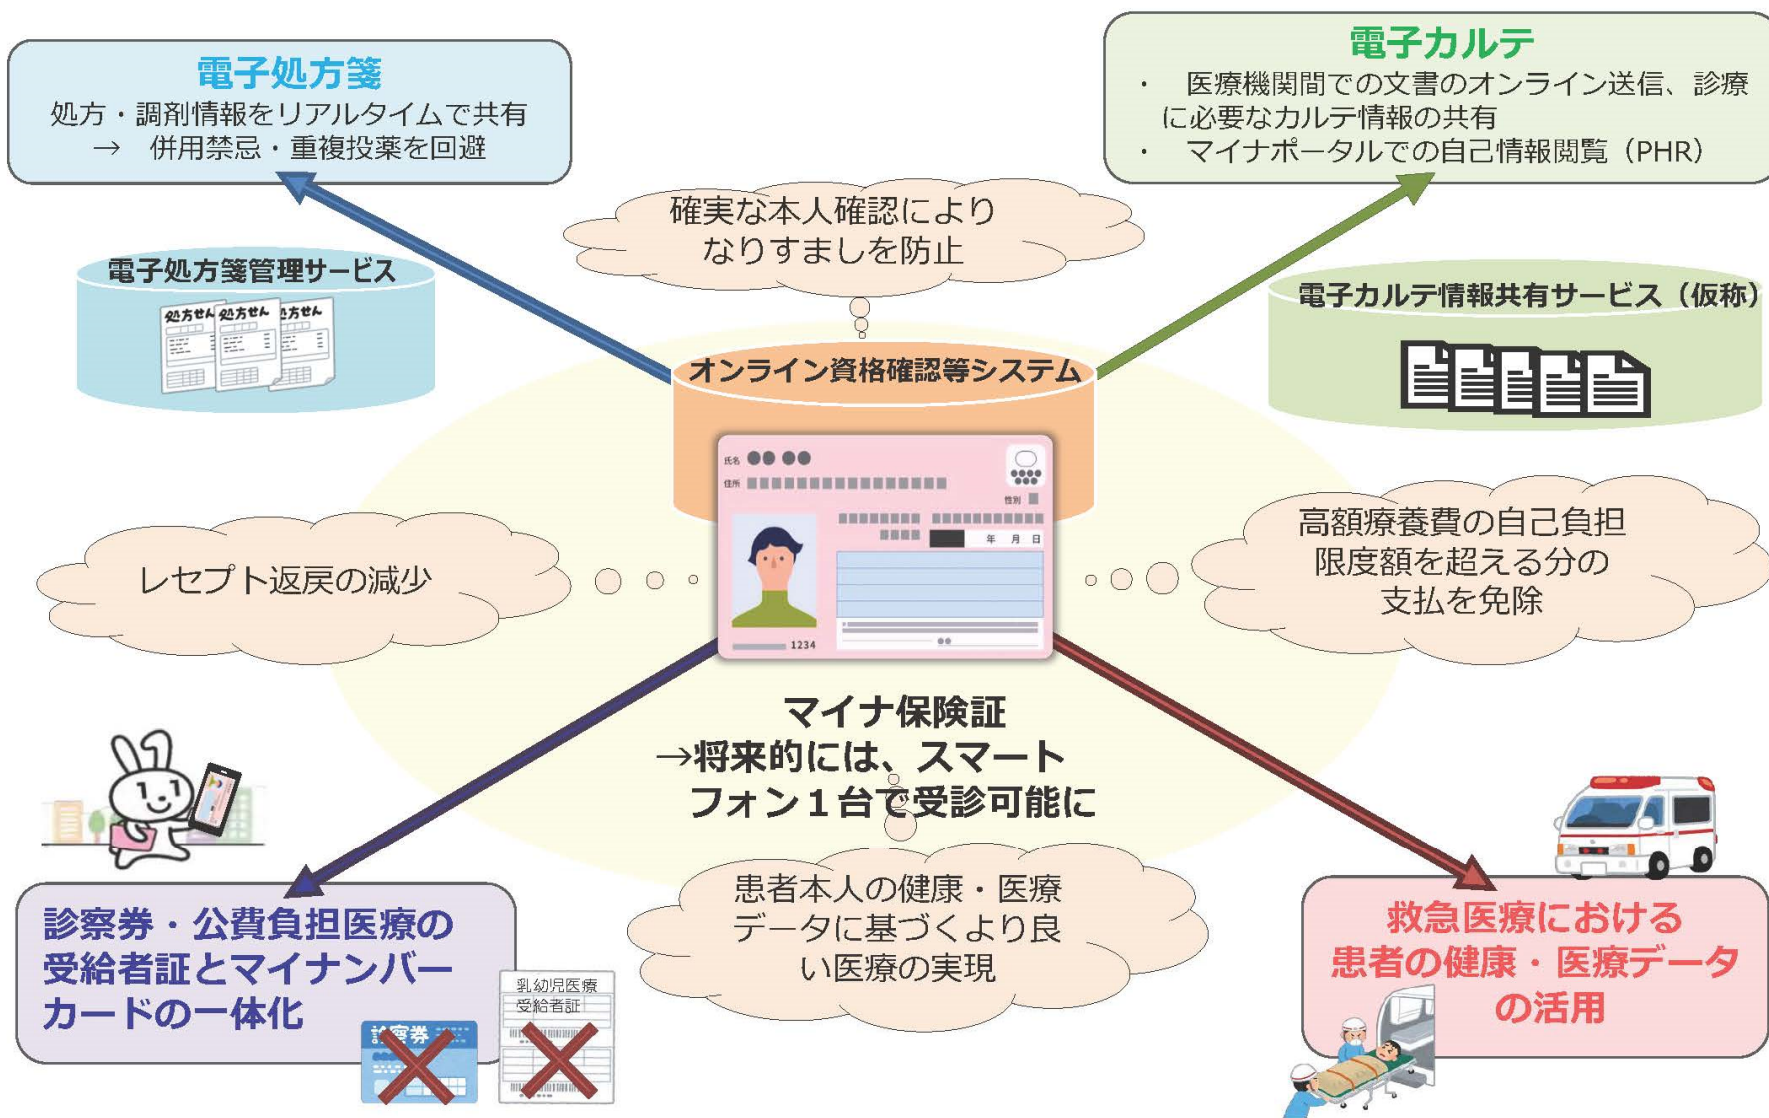 電子処方箋
処方・調剤情報をリアルタイムで共有
→　併用禁忌・重複投薬を回避
電子カルテ
・　医療機関間での文書のオンライン送信、診療
に必要なカルテ情報の共有
・　マイナポータルでの自己情報閲覧（PHR）
確実な本人確認により
なりすましを防止
電子処方箋管理サービス
処方せん
処方せん
処方せん
電子カルテ情報共有サービス（仮称）
オンライン資格確認等システム
氏名
住所
性別
年 月 日
1234
レセプト返戻の減少
高額療養費の自己負担
限度額を超える分の
支払を免除
マイナ保険証
→将来的には、スマート
フォン１台で受診可能に
患者本人の健康・医療
データに基づくより良
い医療の実現
診察券・公費負担医療の
受給者証とマイナンバー
カードの一体化
診察券
乳幼児医療
受給者証
救急医療における
患者の健康・医療データ
の活用